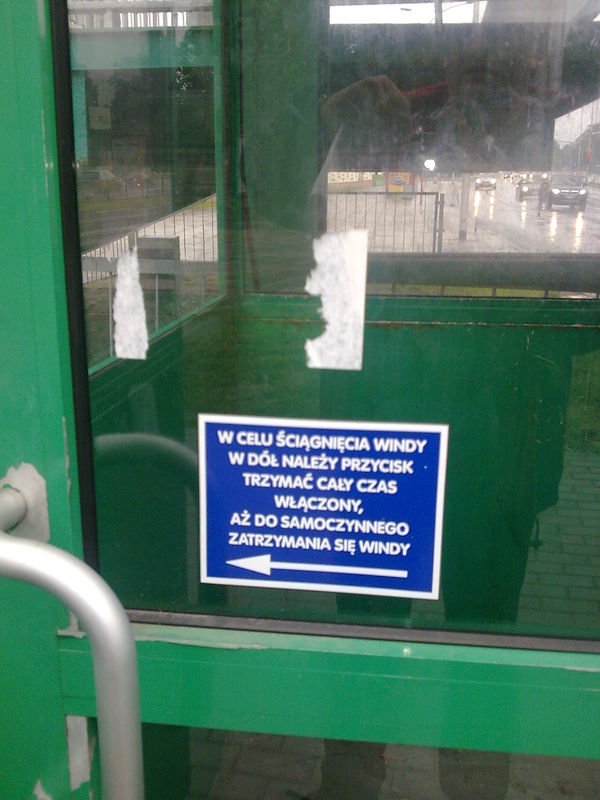 W CELU ŚCIĄGNIĘCIA WINDY
W DÓŁ NALEŻY PRZYCISK
TRZYMAĆ CAŁY CZAS
WŁĄCZONY,
AŻ DO SAMOCZYNNEGO
ZATRZYMANIA SIĘ WINDY